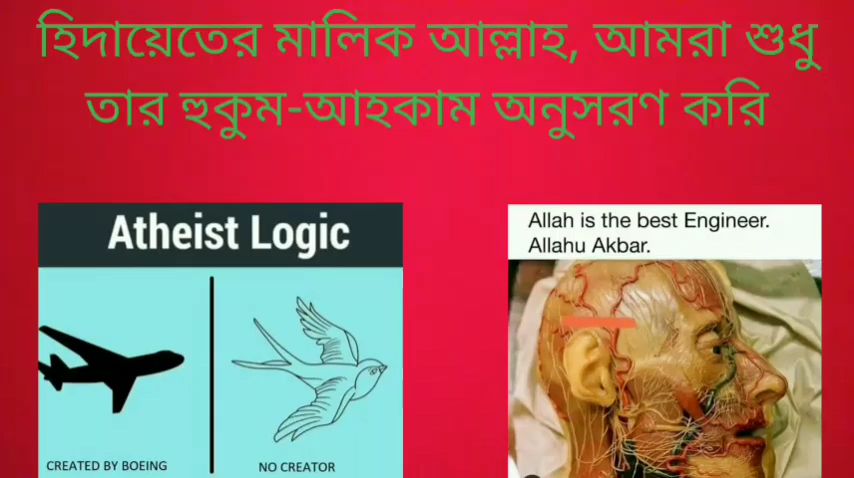 হিদায়েতের মালিক আল্লাহ, আমরা শুধু
তার হুকুম-আহকাম অনুসরণ করি
Atheist Logic
CREATED BY BOEING
NO CREATOR
Allah is the best Engineer.
Allahu Akbar.